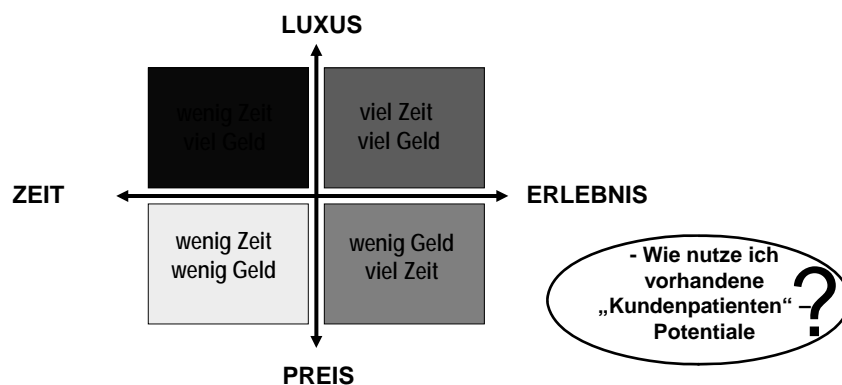 LUXUS
wenig Zeit
viel Geld
viel Zeit
viel Geld
ZEIT
ERLEBNIS
wenig Zeit
wenig Geld
wenig Geld
viel Zeit
- Wie nutze ich
vorhandene
„Kundenpatienten“ –
Potentiale
?
PREIS